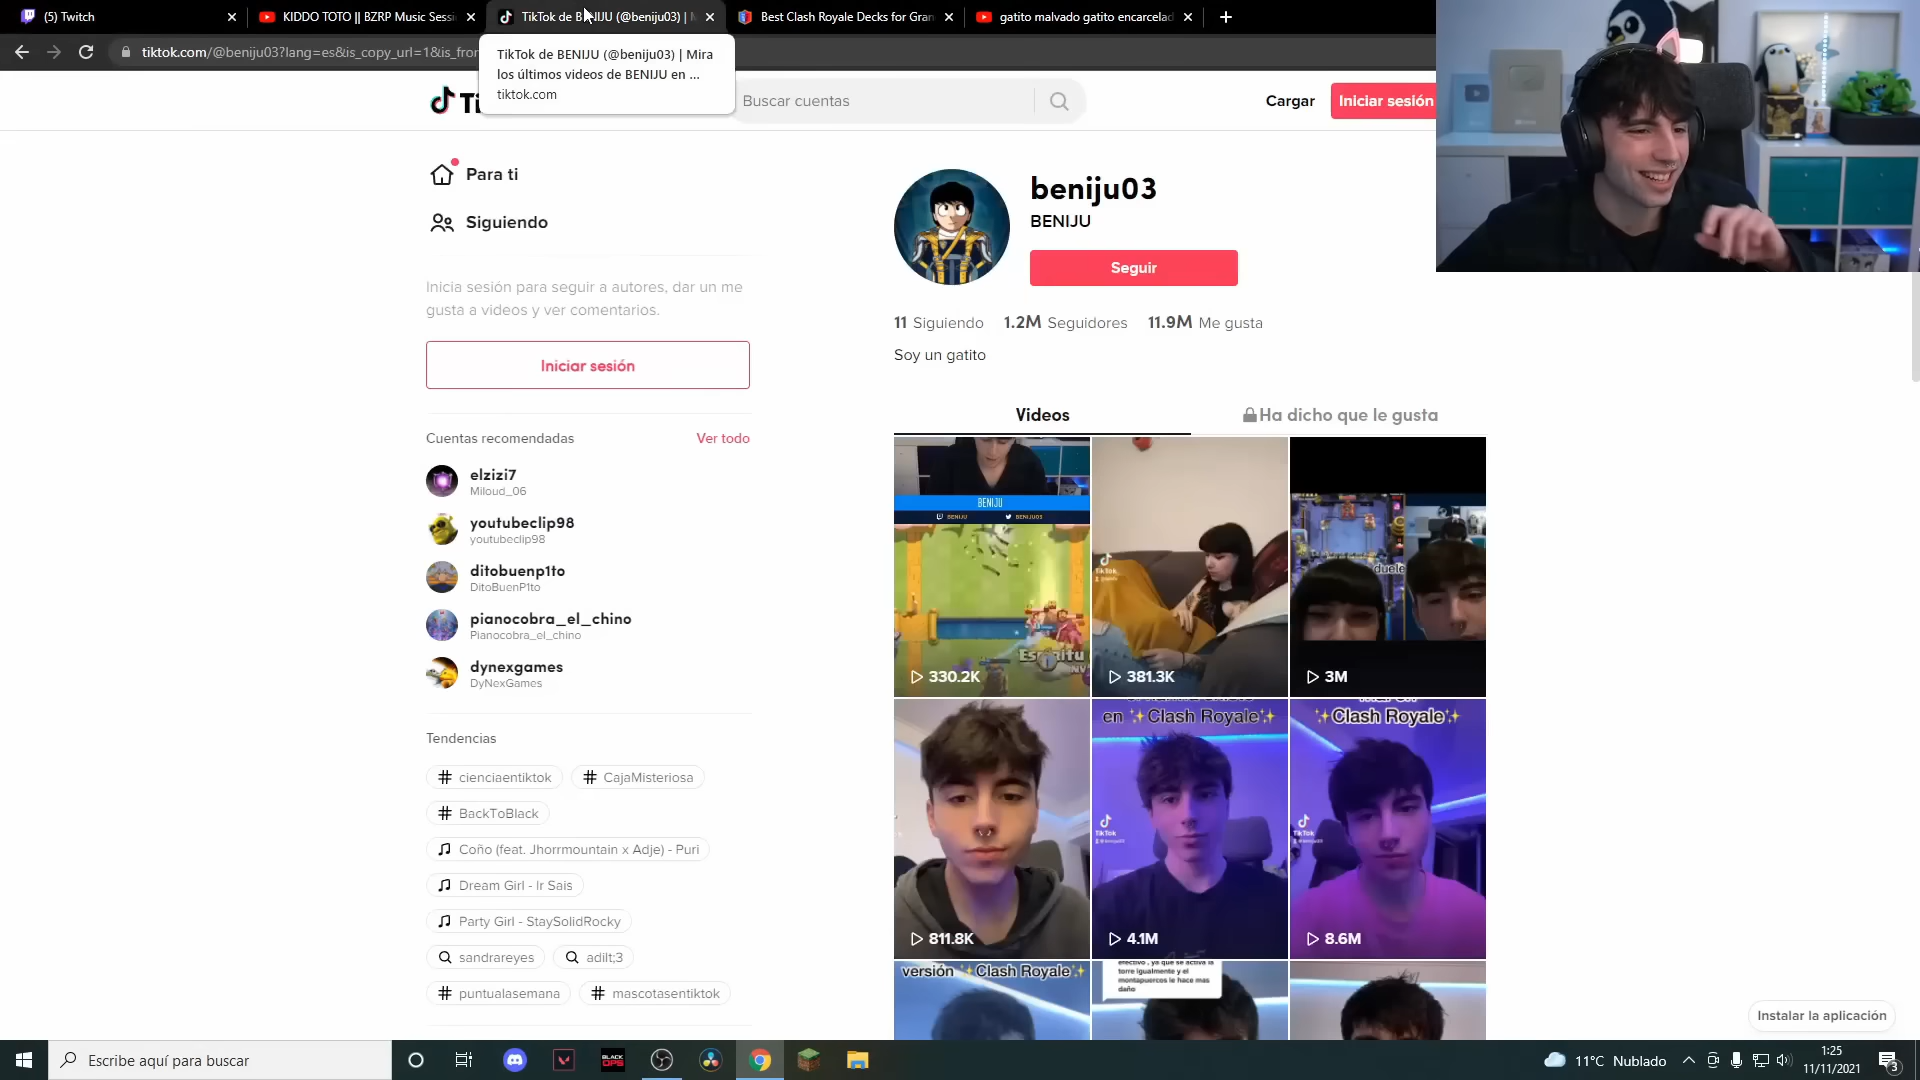 (5) Twitch
KIDDO TOTO || BZRP Music Sessi
TikTok de BENIJU (@beniju03) | M
Best Clash Royale Decks for Gran
gatito malvado gatito encarcelad
tiktok.com/@beniju03?lang=es&is_copy_url=1&is_fro
TikTok de BENIJU (@beniju03) | Mira
los últimos videos de BENIJU en ...
tiktok.com
Buscar cuentas
Cargar
Iniciar sesión
Para ti
Siguiendo
Inicia sesión para seguir a autores, dar un me
gusta a videos y ver comentarios.
Iniciar sesión
Cuentas recomendadas
Ver todo
elzizi7
Miloud_06
youtubeclip98
youtubeclip98
ditobuenp1to
DitoBuenP1to
pianocobra_el_chino
Pianocobra_el_chino
dynexgames
DyNexGames
Tendencias
# cienciaentiktok
# CajaMisteriosa
# BackToBlack
Coño (feat. Jhorrmountain x Adje) - Puri
Dream Girl - Ir Sais
Party Girl - StaySolidRocky
sandrareyes
adilt;3
# puntualasemana
# mascotasentiktok
beniju03
BENIJU
Seguir
11 Siguiendo 1.2M Seguidores 11.9M Me gusta
Soy un gatito
Videos
Ha dicho que le gusta
BENIJU
BENIJU
BENIJU03
330.2K
TikTok
381.3K
duele
3M
811.8K
en ✨Clash Royale✨
TikTok
4.1M
✨Clash Royale✨
TikTok
8.6M
versión ✨Clash Royale✨
efectivo, ya que se activa la
torre igualmente y el
montapuercos le hace mas
daño
Instalar la aplicación
Escribe aquí para buscar
BLACK
OPS
11°C Nublado
1:25
11/11/2021
3